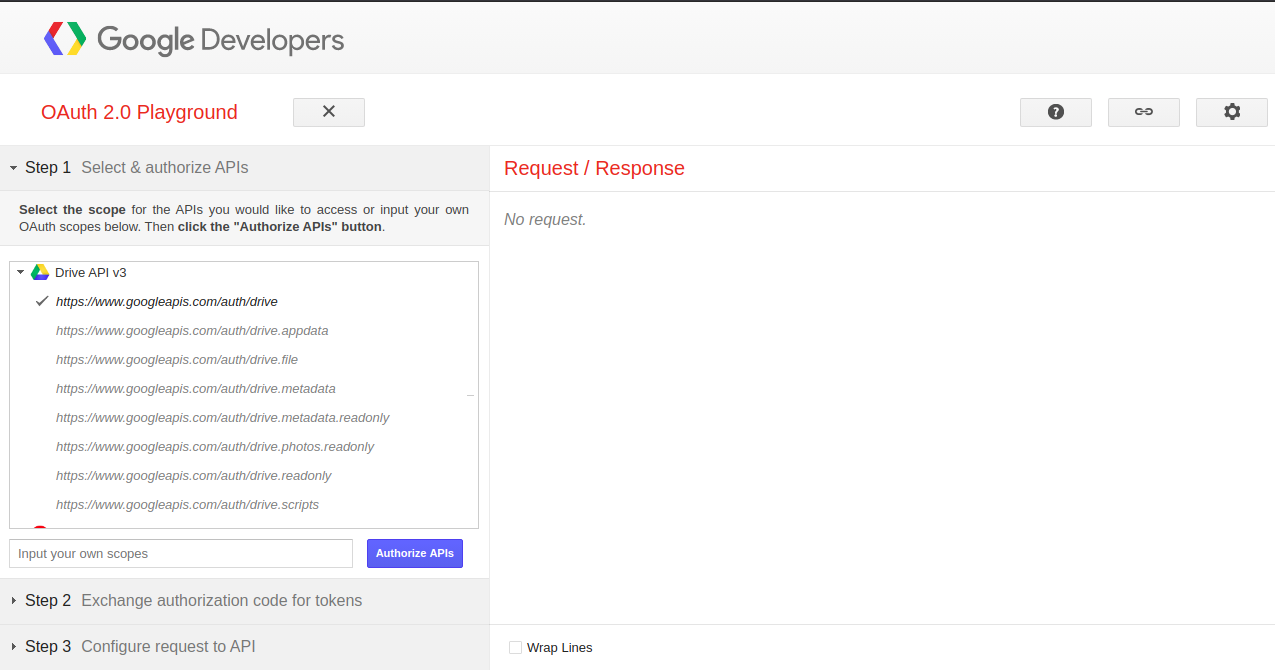 Google Developers
OAuth 2.0 Playground
Step 1 Select & authorize APIs
Select the scope for the APIs you would like to access or input your own
OAuth scopes below. Then click the "Authorize APIs" button.
Drive API v3
https://www.googleapis.com/auth/drive
https://www.googleapis.com/auth/drive.appdata
https://www.googleapis.com/auth/drive.file
https://www.googleapis.com/auth/drive.metadata
https://www.googleapis.com/auth/drive.metadata.readonly
https://www.googleapis.com/auth/drive.photos.readonly
https://www.googleapis.com/auth/drive.readonly
https://www.googleapis.com/auth/drive.scripts
Input your own scopes
Authorize APIs
Step 2 Exchange authorization code for tokens
Step 3 Configure request to API
Request / Response
No request.
Wrap Lines